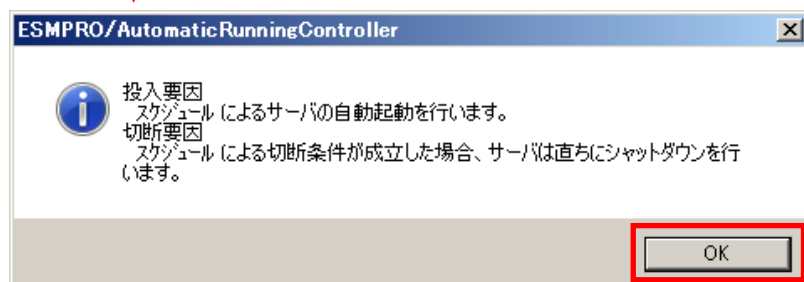 ESMPRO/AutomaticRunningController
投入要因
スケジュール によるサーバの自動起動を行います。
切断要因
スケジュール による切断条件が成立した場合、サーバは直ちにシャットダウンを行
います。
OK